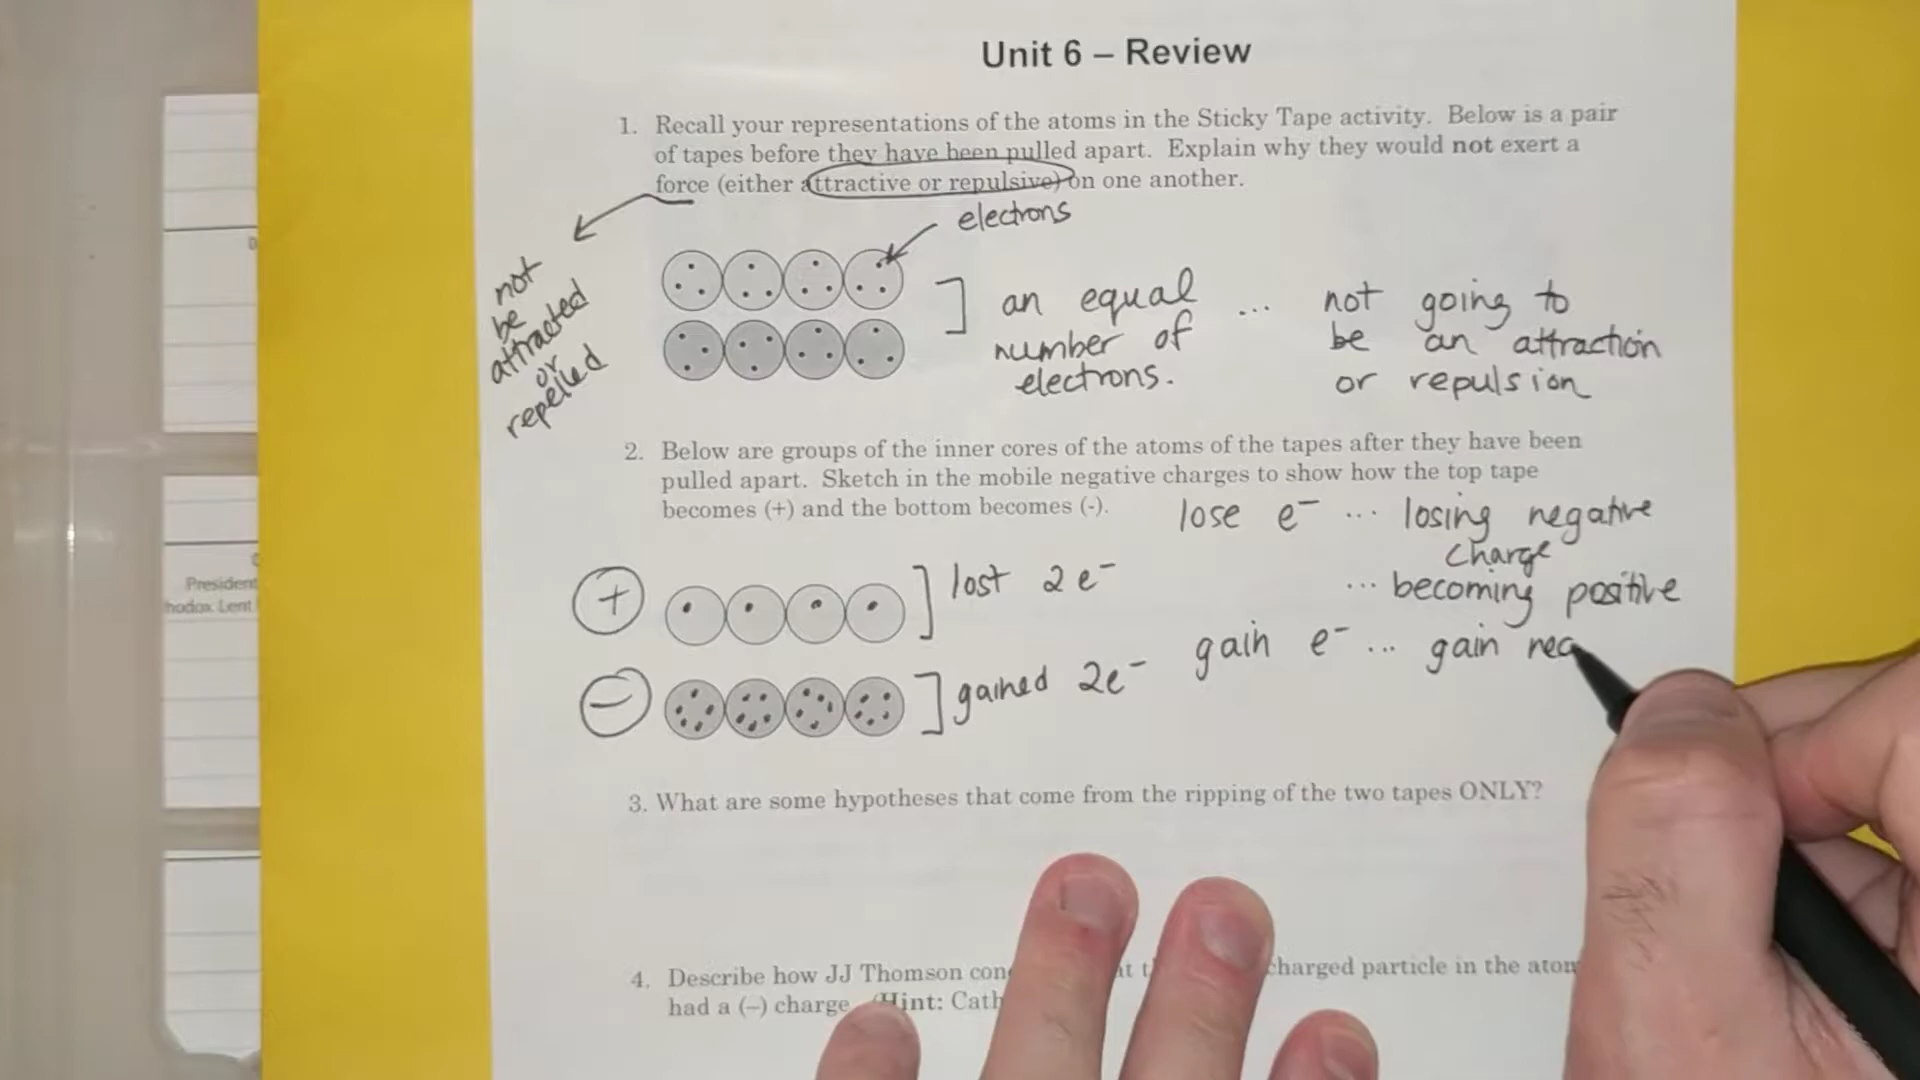 Unit 6 – Review
1. Recall your representations of the atoms in the Sticky Tape activity. Below is a pair
of tapes before they have been pulled apart. Explain why they would not exert a
force (either attractive or repulsive) on one another.
electrons
not
be
attracted
or
repelled
an equal
number of
electrons.
... not going to
be an attraction
or repulsion
2. Below are groups of the inner cores of the atoms of the tapes after they have been
pulled apart. Sketch in the mobile negative charges to show how the top tape
becomes (+) and the bottom becomes (-).
lose e⁻ ... losing negative
charge
... becoming positive
+
] lost 2e⁻
gain e⁻ ... gain neg
−
] gained 2e⁻
3. What are some hypotheses that come from the ripping of the two tapes ONLY?
4. Describe how JJ Thomson charged particle in the atom
had a (–) charge. (Hint: Cath
President
hodox Lent